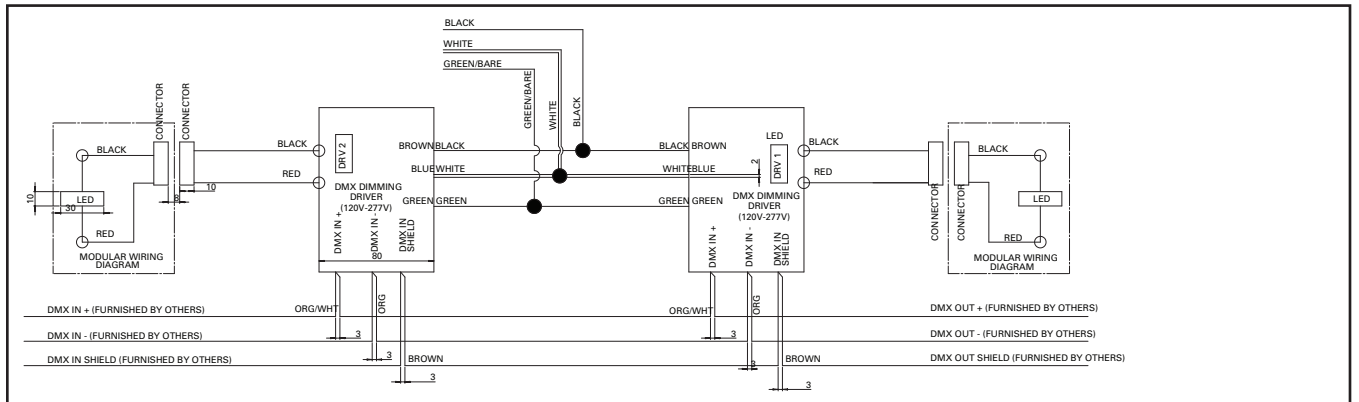 BLACK
WHITE
GREEN/BARE
GREEN/BARE
WHITE
BLACK
CONNECTOR
CONNECTOR
BLACK
LED
10
30
RED
MODULAR WIRING
DIAGRAM
8
10
BLACK
RED
DRV 2
BROWN
BLACK
BLUE
WHITE
GREEN
GREEN
DMX DIMMING
DRIVER
(120V-277V)
DMX IN +
DMX IN -
DMX IN
SHIELD
80
BLACK
BROWN
WHITE
BLUE
GREEN
GREEN
2
LED
DRV 1
DMX DIMMING
DRIVER
(120V-277V)
DMX IN +
DMX IN -
DMX IN
SHIELD
BLACK
RED
CONNECTOR
CONNECTOR
BLACK
LED
RED
MODULAR WIRING
DIAGRAM
ORG/WHT
ORG
ORG/WHT
ORG
DMX IN + (FURNISHED BY OTHERS)
DMX OUT + (FURNISHED BY OTHERS)
DMX IN - (FURNISHED BY OTHERS)
3
3
DMX OUT - (FURNISHED BY OTHERS)
DMX IN SHIELD (FURNISHED BY OTHERS)
3
BROWN
3
BROWN
DMX OUT SHIELD (FURNISHED BY OTHERS)
3
3